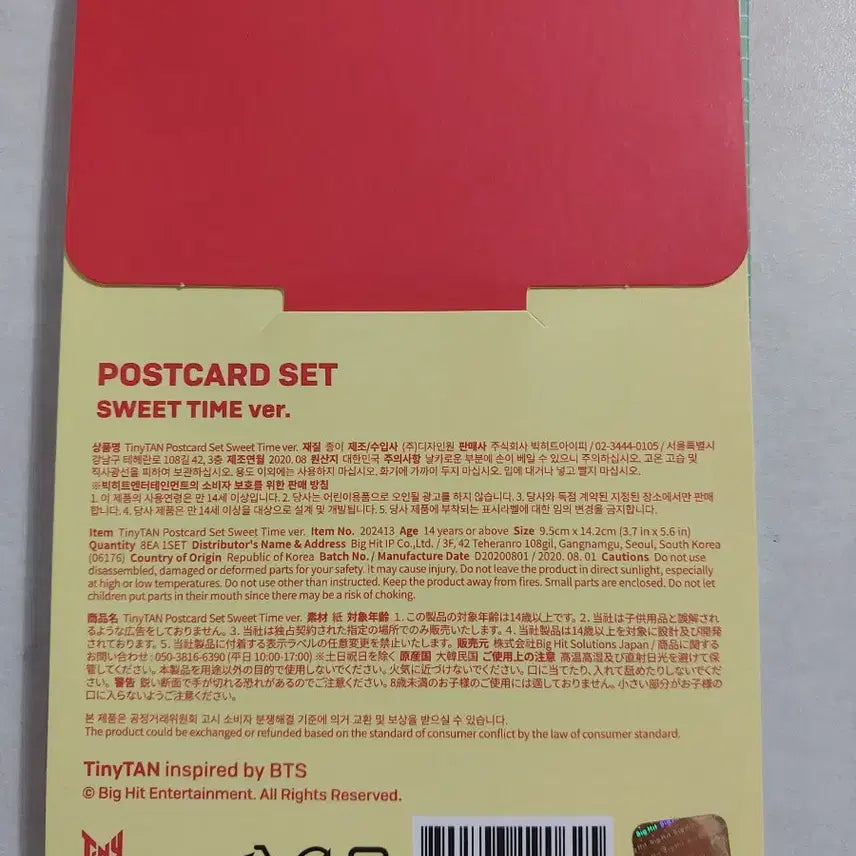 POSTCARD SET
SWEET TIME ver.
상품명 TinyTAN Postcard Set Sweet Time ver. 재질 종이 제조/수입사 (주)디자인원 판매사 주식회사 빅히트아이피 / 02-3444-0105 / 서울특별시
강남구 테헤란로 108길 42, 3층 제조연월 2020. 08 원산지 대한민국 주의사항 날카로운 부분에 손이 베일 수 있으니 주의하십시오. 고온 고습 및
직사광선을 피하여 보관하십시오. 용도 이외에는 사용하지 마십시오. 화기에 가까이 두지 마십시오. 입에 대거나 넣고 빨지 마십시오.
※빅히트엔터테인먼트의 소비자 보호를 위한 판매 방침
1. 이 제품의 사용연령은 만 14세 이상입니다. 2. 당사는 어린이용품으로 오인될 광고를 하지 않습니다. 3. 당사와 독점 계약된 지정된 장소에서만 판매
합니다. 4. 당사 제품은 만 14세 이상을 대상으로 설계 및 개발됩니다. 5. 당사 제품에 부착되는 표시라벨에 대한 임의 변경을 금지합니다.
Item TinyTAN Postcard Set Sweet Time ver. Item No. 202413 Age 14 years or above Size 9.5cm x 14.2cm (3.7 in x 5.6 in)
Quantity 8EA 1SET Distributor's Name & Address Big Hit IP Co.,Ltd. / 3F, 42 Teheranro 108gil, Gangnamgu, Seoul, South Korea
(06176) Country of Origin Republic of Korea Batch No. / Manufacture Date D20200801 / 2020. 08. 01 Cautions Do not use
disassembled, damaged or deformed parts for your safety. It may cause injury. Do not leave the product in direct sunlight, especially
at high or low temperatures. Do not use other than instructed. Keep the product away from fires. Small parts are enclosed. Do not let
children put parts in their mouth since there may be a risk of choking.
商品名 TinyTAN Postcard Set Sweet Time ver. 素材 紙 対象年齢 1. この製品の対象年齢は14歳以上です。2. 当社は子供用品と誤解され
るような広告をしておりません。3. 当社は独占契約された指定の場所でのみ販売いたします。4. 当社製品は14歳以上を対象に設計及び開発
されております。5. 当社製品に付着する表示ラベルの任意変更を禁止いたします。販売元 株式会社Big Hit Solutions Japan / 商品に関する
お問い合わせ : 050-3816-6390 (平日 10:00-17:00) ※土日祝日を除く 原産国 大韓民国 ご使用上の注意 高温高湿及び直射日光を避けて保
管してください。本製品を用途以外の目的で使用しないでください。火気に近づけないでください。口に当てたり、入れて舐めたりしないでくだ
さい。警告 鋭い断面で手が切れる恐れがあるのでご注意ください。8歳未満のお子様のご使用には適しておりません。小さい部分がお子様の
口に入らないようご注意ください。
본 제품은 공정거래위원회 고시 소비자 분쟁해결 기준에 의거 교환 및 보상을 받으실 수 있습니다.
The product could be exchanged or refunded based on the standard of consumer conflict by the law of consumer standard.
TinyTAN inspired by BTS
© Big Hit Entertainment. All Rights Reserved.
Big Hit Big Hit